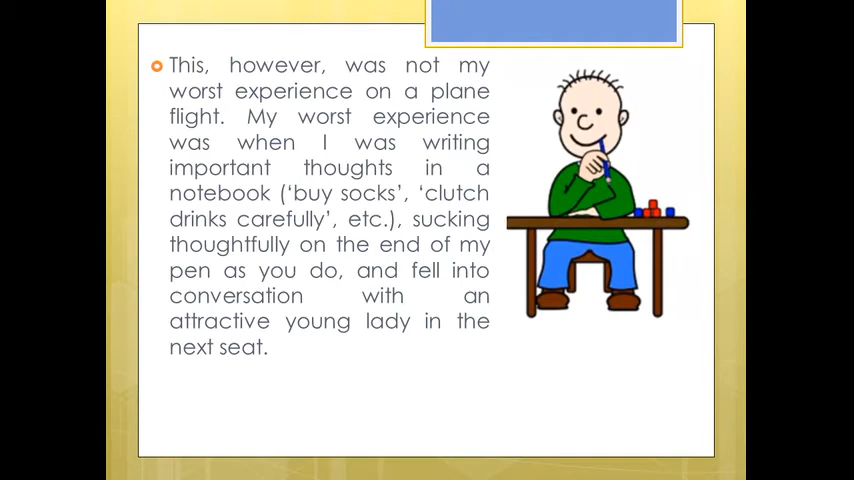 This, however, was not my
worst experience on a plane
flight. My worst experience
was when I was writing
important thoughts in a
notebook (‘buy socks’, ‘clutch
drinks carefully’, etc.), sucking
thoughtfully on the end of my
pen as you do, and fell into
conversation with an
attractive young lady in the
next seat.